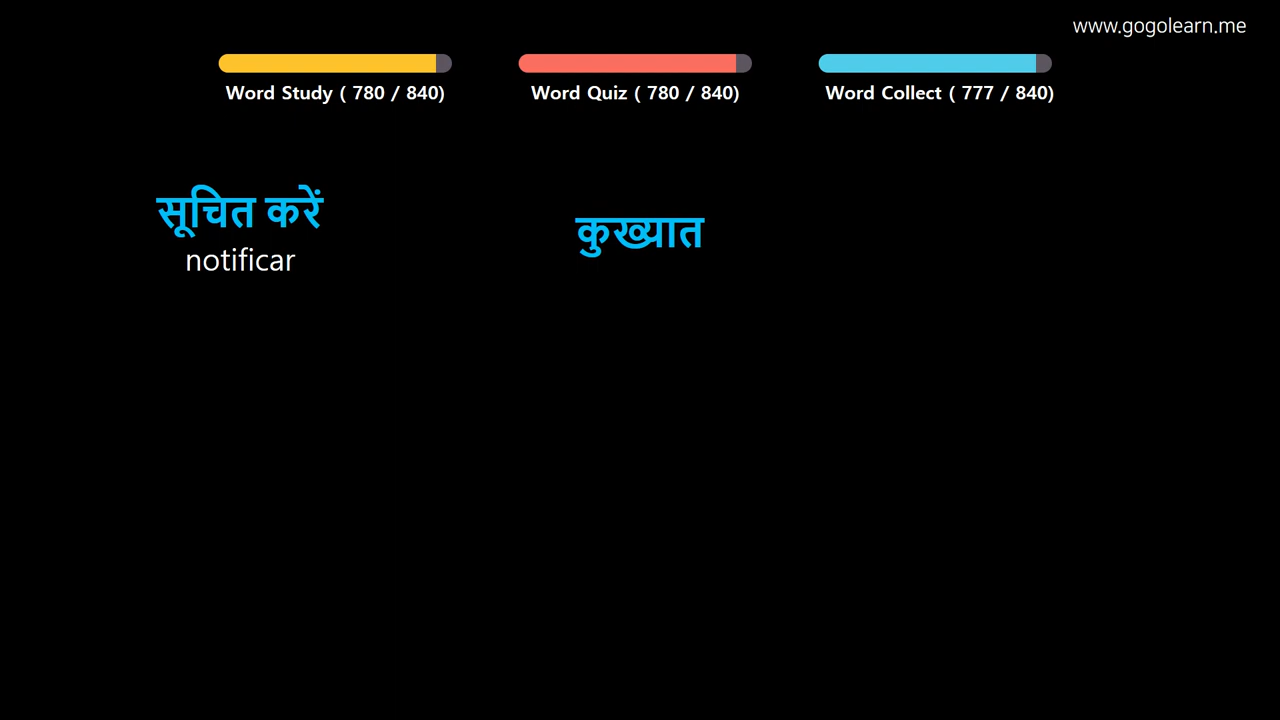 www.gogolearn.me
Word Study ( 780 / 840)
Word Quiz ( 780 / 840)
Word Collect ( 777 / 840)
सूचित करें
notificar
कुख्यात